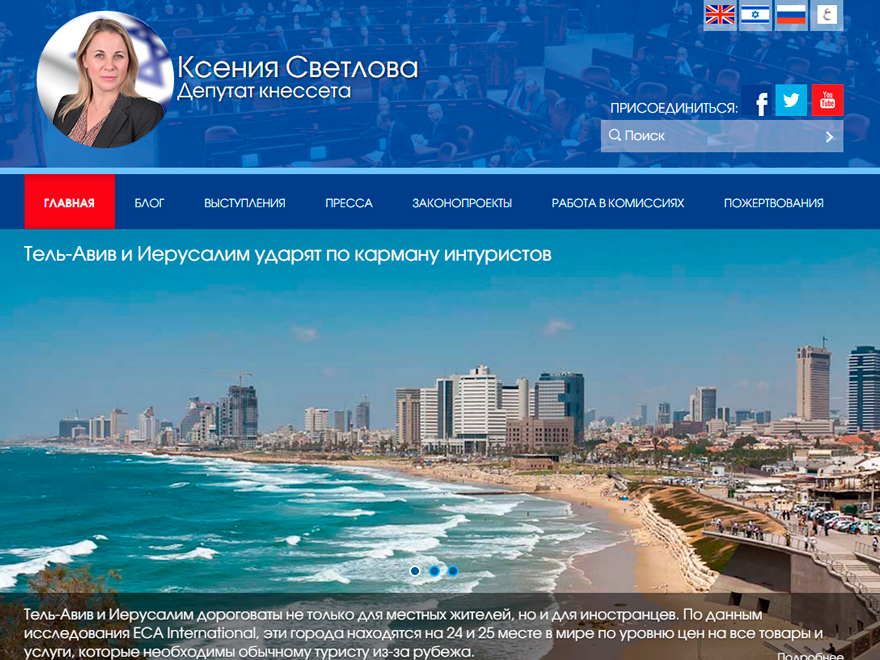 ع
Ксения Светлова
Депутат кнессета
ПРИСОЕДИНИТЬСЯ:
f
You
Tube
Поиск
ГЛАВНАЯ
БЛОГ
ВЫСТУПЛЕНИЯ
ПРЕССА
ЗАКОНОПРОЕКТЫ
РАБОТА В КОМИССИЯХ
ПОЖЕРТВОВАНИЯ
Тель-Авив и Иерусалим ударят по карману интуристов
Тель-Авив и Иерусалим дороговаты не только для местных жителей, но и для иностранцев. По данным
исследования ECA International, эти города находятся на 24 и 25 месте в мире по уровню цен на все товары и
услуги, которые необходимы обычному туристу из-за рубежа.
Подробнее